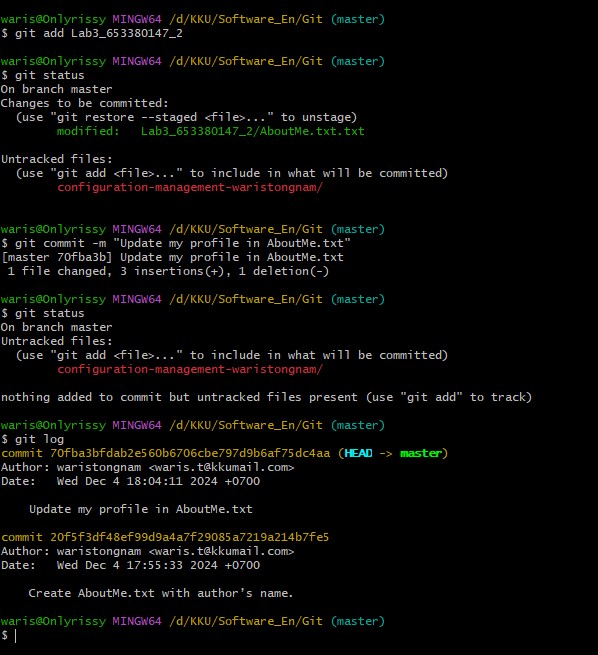 waris@Onlyrissy MINGW64 /d/KKU/Software_En/Git (master)
$ git add Lab3_653380147_2
waris@Onlyrissy MINGW64 /d/KKU/Software_En/Git (master)
$ git status
On branch master
Changes to be committed:
  (use "git restore --staged <file>..." to unstage)
        modified:   Lab3_653380147_2/AboutMe.txt.txt
Untracked files:
  (use "git add <file>..." to include in what will be committed)
        configuration-management-waristongnam/
waris@Onlyrissy MINGW64 /d/KKU/Software_En/Git (master)
$ git commit -m "Update my profile in AboutMe.txt"
[master 70fba3b] Update my profile in AboutMe.txt
 1 file changed, 3 insertions(+), 1 deletion(-)
waris@Onlyrissy MINGW64 /d/KKU/Software_En/Git (master)
$ git status
On branch master
Untracked files:
  (use "git add <file>..." to include in what will be committed)
        configuration-management-waristongnam/
nothing added to commit but untracked files present (use "git add" to track)
waris@Onlyrissy MINGW64 /d/KKU/Software_En/Git (master)
$ git log
commit 70fba3bfdab2e560b6706cbe797d9b6af75dc4aa (HEAD -> master)
Author: waristongnam <waris.t@kkumail.com>
Date:   Wed Dec 4 18:04:11 2024 +0700
    Update my profile in AboutMe.txt
commit 20f5f3df48ef99d9a4a7f29085a7219a214b7fe5
Author: waristongnam <waris.t@kkumail.com>
Date:   Wed Dec 4 17:55:33 2024 +0700
    Create AboutMe.txt with author's name.
waris@Onlyrissy MINGW64 /d/KKU/Software_En/Git (master)
$